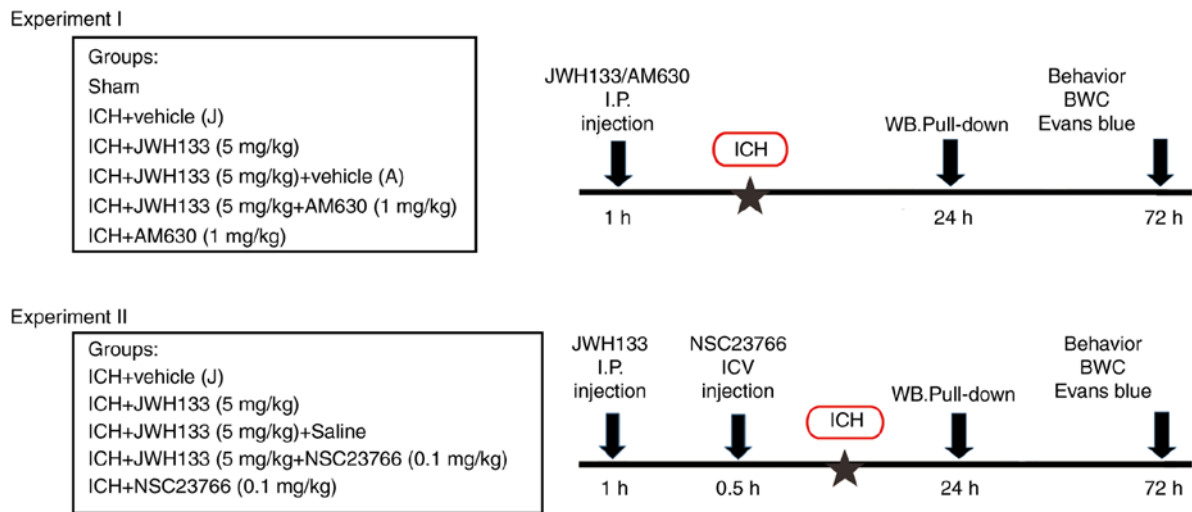 Experiment I
Groups:
Sham
ICH+vehicle (J)
ICH+JWH133 (5 mg/kg)
ICH+JWH133 (5 mg/kg)+vehicle (A)
ICH+JWH133 (5 mg/kg+AM630 (1 mg/kg)
ICH+AM630 (1 mg/kg)
JWH133/AM630
I.P.
injection
ICH
WB.Pull-down
Behavior
BWC
Evans blue
1 h
24 h
72 h
Experiment II
Groups:
ICH+vehicle (J)
ICH+JWH133 (5 mg/kg)
ICH+JWH133 (5 mg/kg)+Saline
ICH+JWH133 (5 mg/kg+NSC23766 (0.1 mg/kg)
ICH+NSC23766 (0.1 mg/kg)
JWH133
I.P.
injection
NSC23766
ICV
injection
ICH
WB.Pull-down
Behavior
BWC
Evans blue
1 h
0.5 h
24 h
72 h